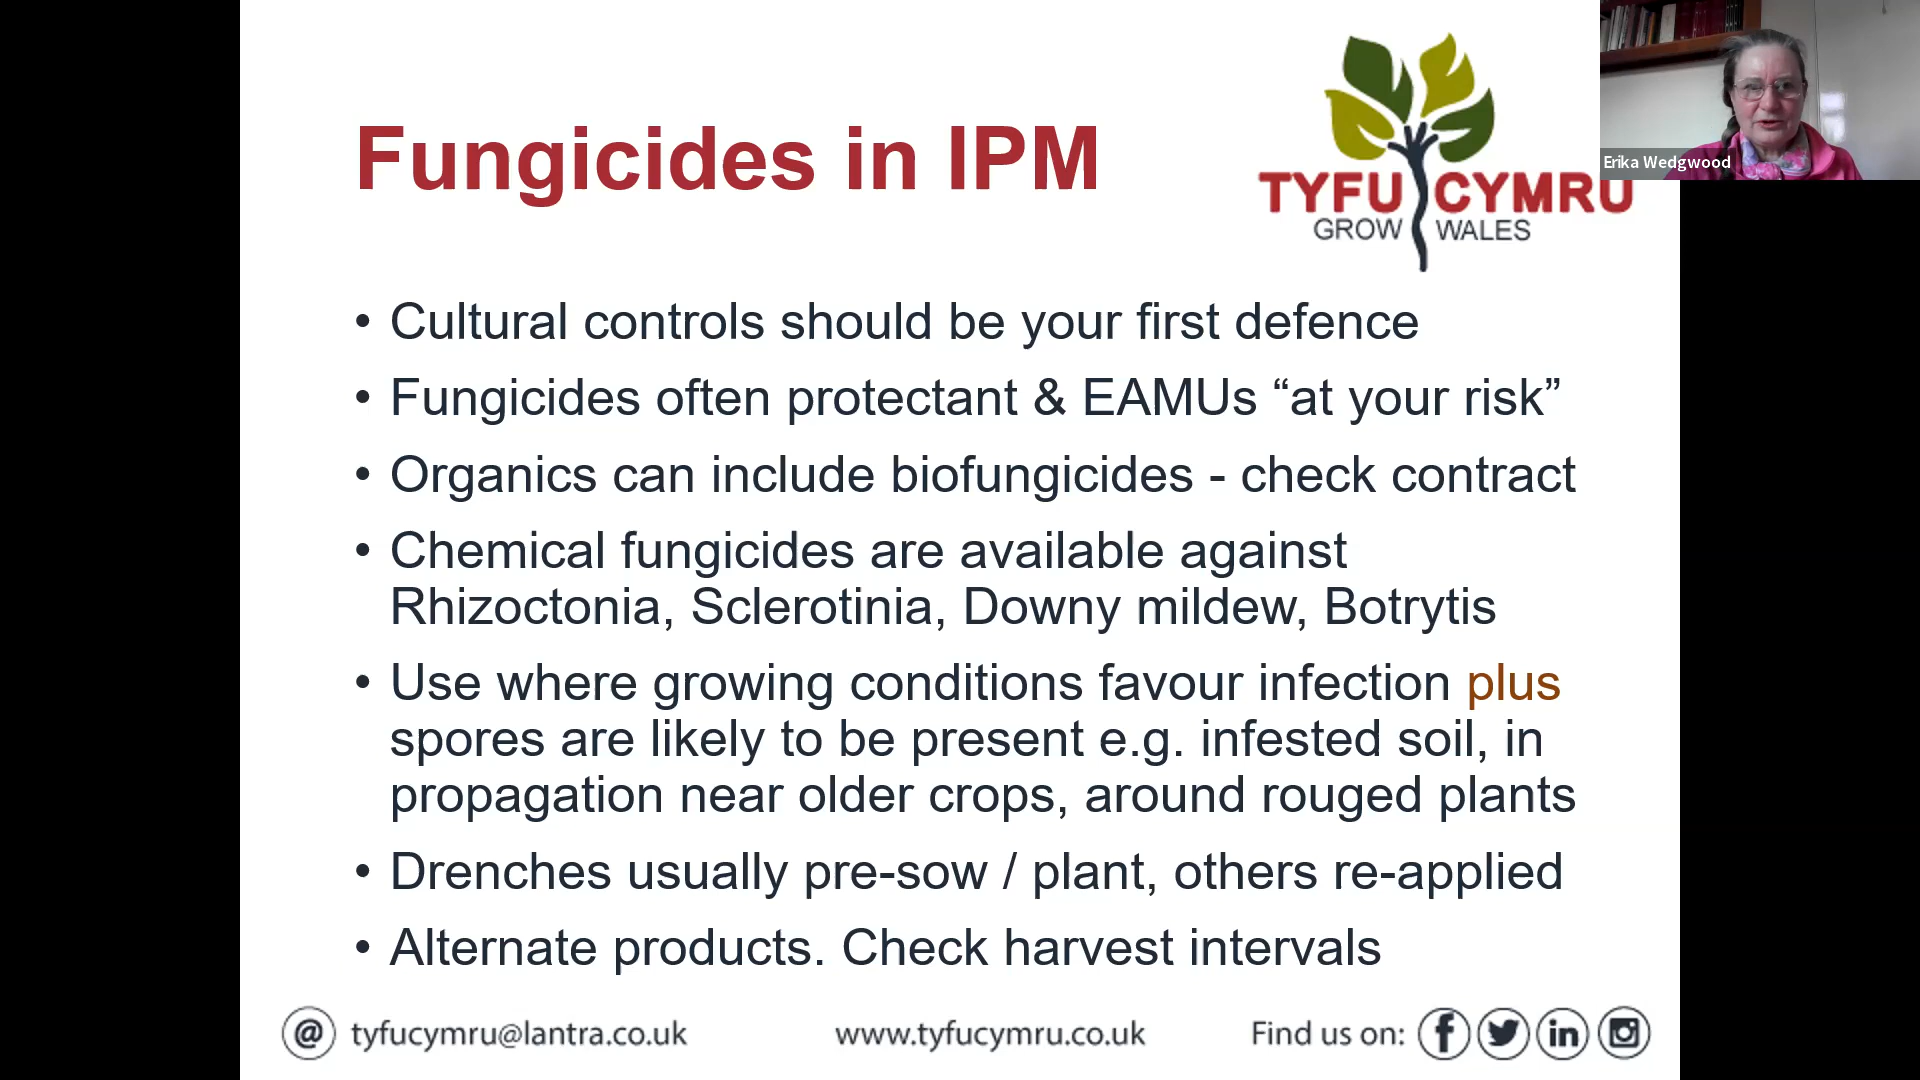 Fungicides in IPM
TYFU CYMRU
GROW WALES
Erika Wedgwood
• Cultural controls should be your first defence
• Fungicides often protectant & EAMUs “at your risk”
• Organics can include biofungicides - check contract
• Chemical fungicides are available against
Rhizoctonia, Sclerotinia, Downy mildew, Botrytis
• Use where growing conditions favour infection plus
spores are likely to be present e.g. infested soil, in
propagation near older crops, around rouged plants
• Drenches usually pre-sow / plant, others re-applied
• Alternate products. Check harvest intervals
@ tyfucymru@lantra.co.uk
www.tyfucymru.co.uk
Find us on: f in